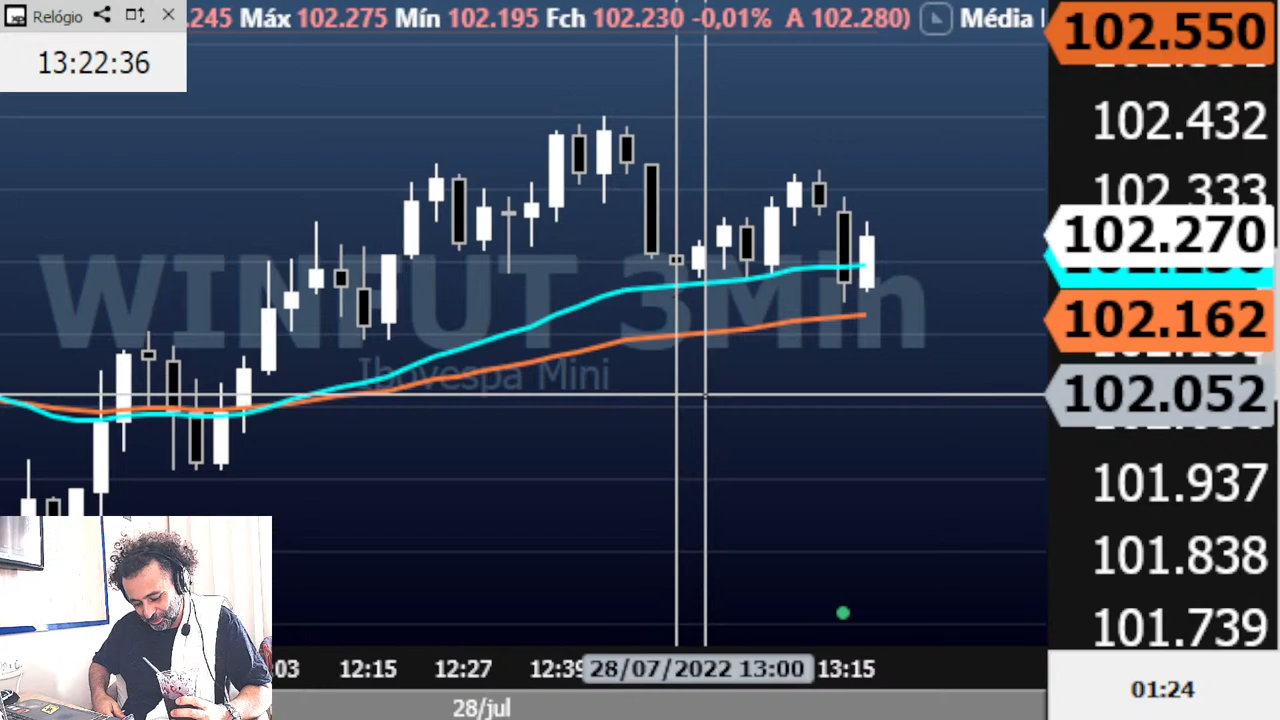 Relógio
13:22:36
.245 Máx 102.275 Mín 102.195 Fch 102.230 -0,01% A 102.280) Média
102.550
102.432
102.333
102.270
102.162
102.052
101.937
101.838
101.739
WINFUT 3Min
Ibovespa Mini
:03 12:15 12:27 12:39 28/07/2022 13:00 13:15
28/jul
01:24